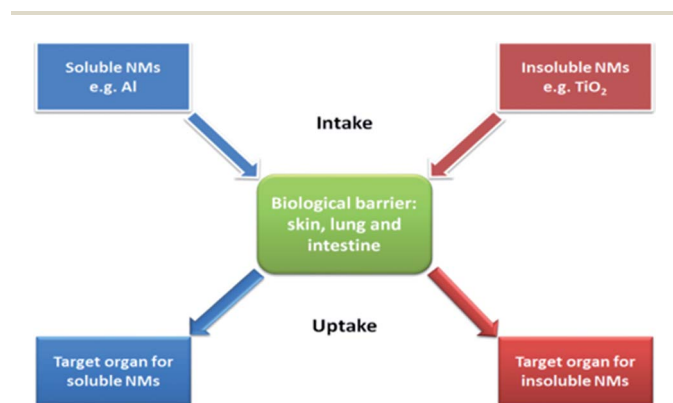 Soluble NMs
e.g. Al
Insoluble NMs
e.g. TiO₂
Intake
Biological barrier:
skin, lung and
intestine
Uptake
Target organ for
soluble NMs
Target organ for
insoluble NMs